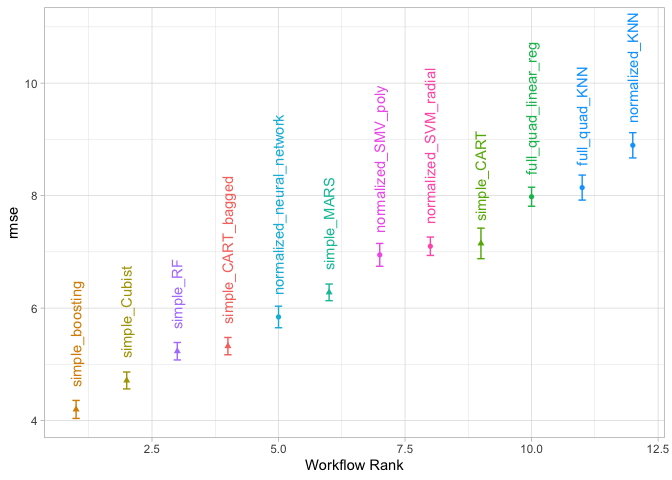 rmse
10
8
6
4
simple_boosting
simple_Cubist
simple_RF
simple_CART_bagged
normalized_neural_network
simple_MARS
normalized_SMV_poly
normalized_SVM_radial
simple_CART
full_quad_linear_reg
full_quad_KNN
normalized_KNN
2.5
5.0
7.5
10.0
12.5
Workflow Rank